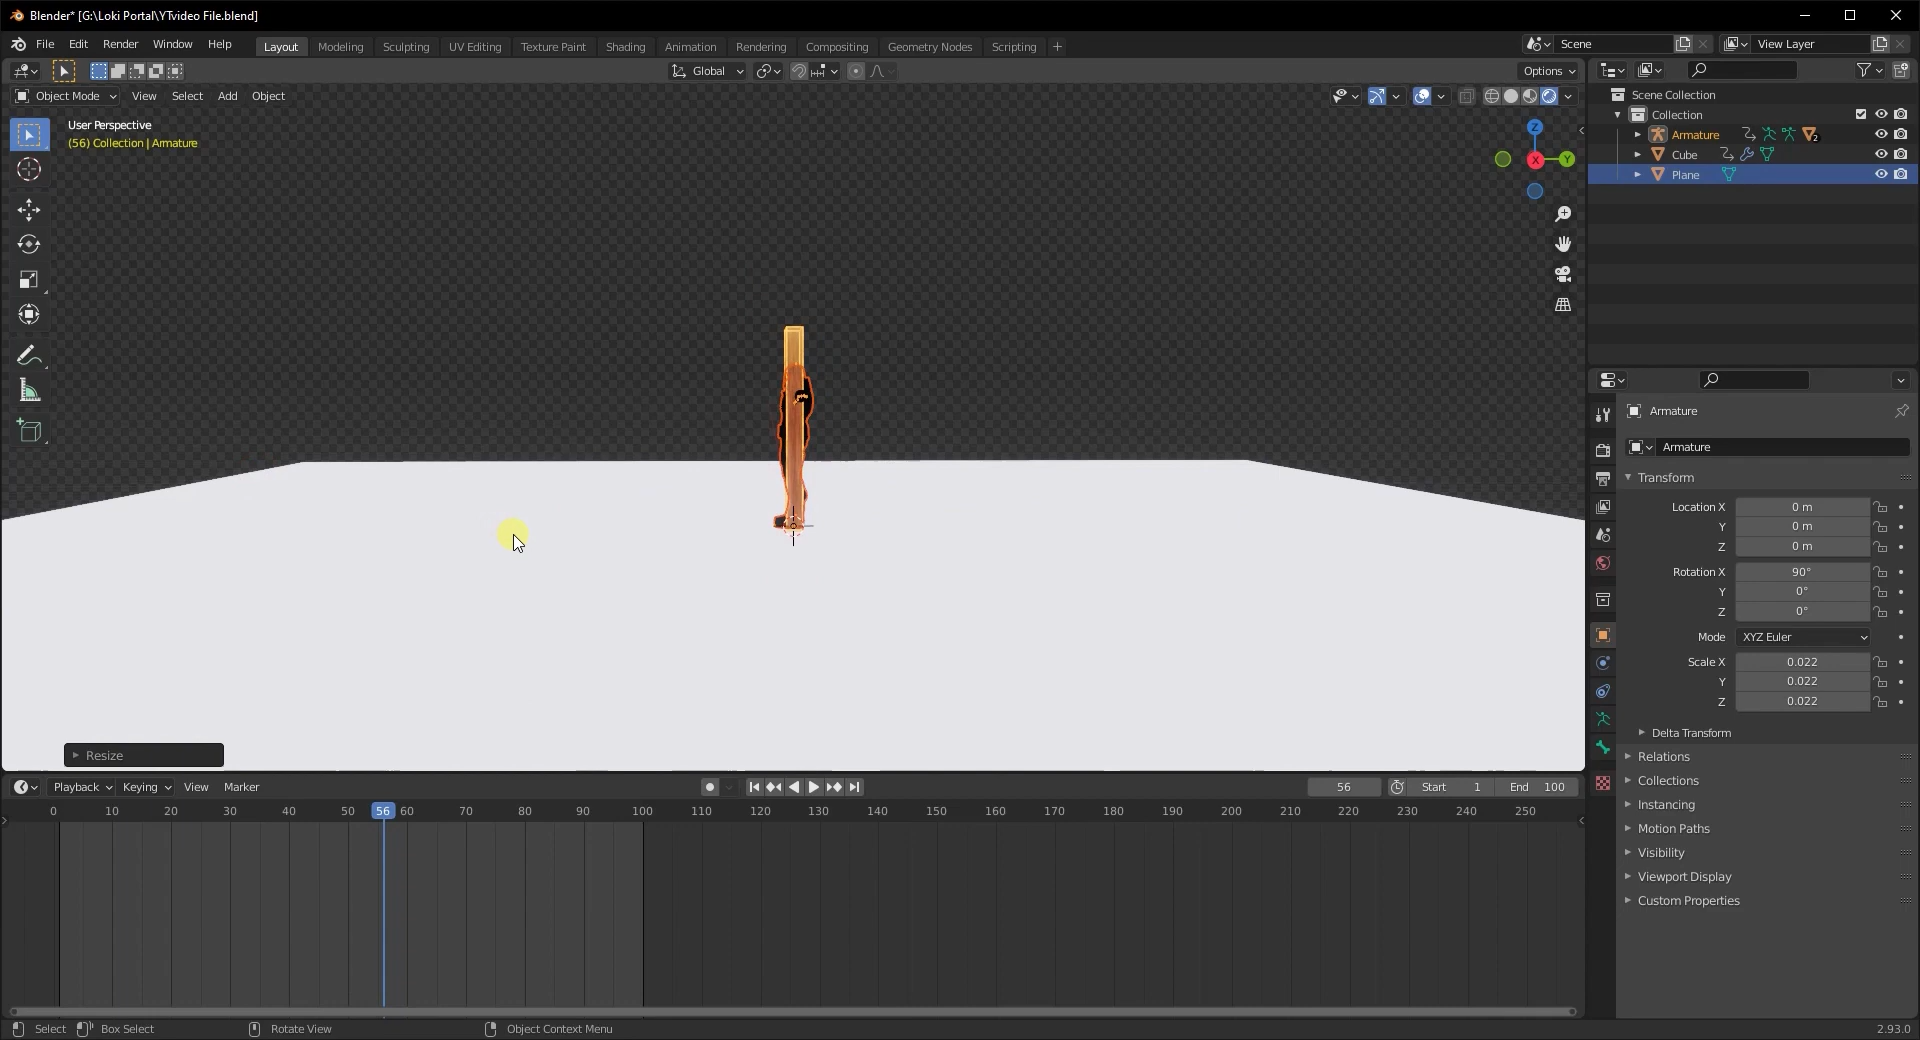 Blender* [G:\Loki Portal\YTvideo File.blend]
File Edit Render Window Help Layout Modeling Sculpting UV Editing Texture Paint Shading Animation Rendering Compositing Geometry Nodes Scripting + Scene View Layer
Global Options
Object Mode View Select Add Object
User Perspective
(56) Collection | Armature
Z
Y
X
Scene Collection
Collection
Armature 2
Cube
Plane
Armature
Armature
Transform
Location X 0 m
Y 0 m
Z 0 m
Rotation X 90°
Y 0°
Z 0°
Mode XYZ Euler
Scale X 0.022
Y 0.022
Z 0.022
Delta Transform
Relations
Collections
Instancing
Motion Paths
Visibility
Viewport Display
Custom Properties
Resize
Playback Keying View Marker 56 Start 1 End 100
0 10 20 30 40 50 56 60 70 80 90 100 110 120 130 140 150 160 170 180 190 200 210 220 230 240 250
Select Box Select Rotate View Object Context Menu 2.93.0